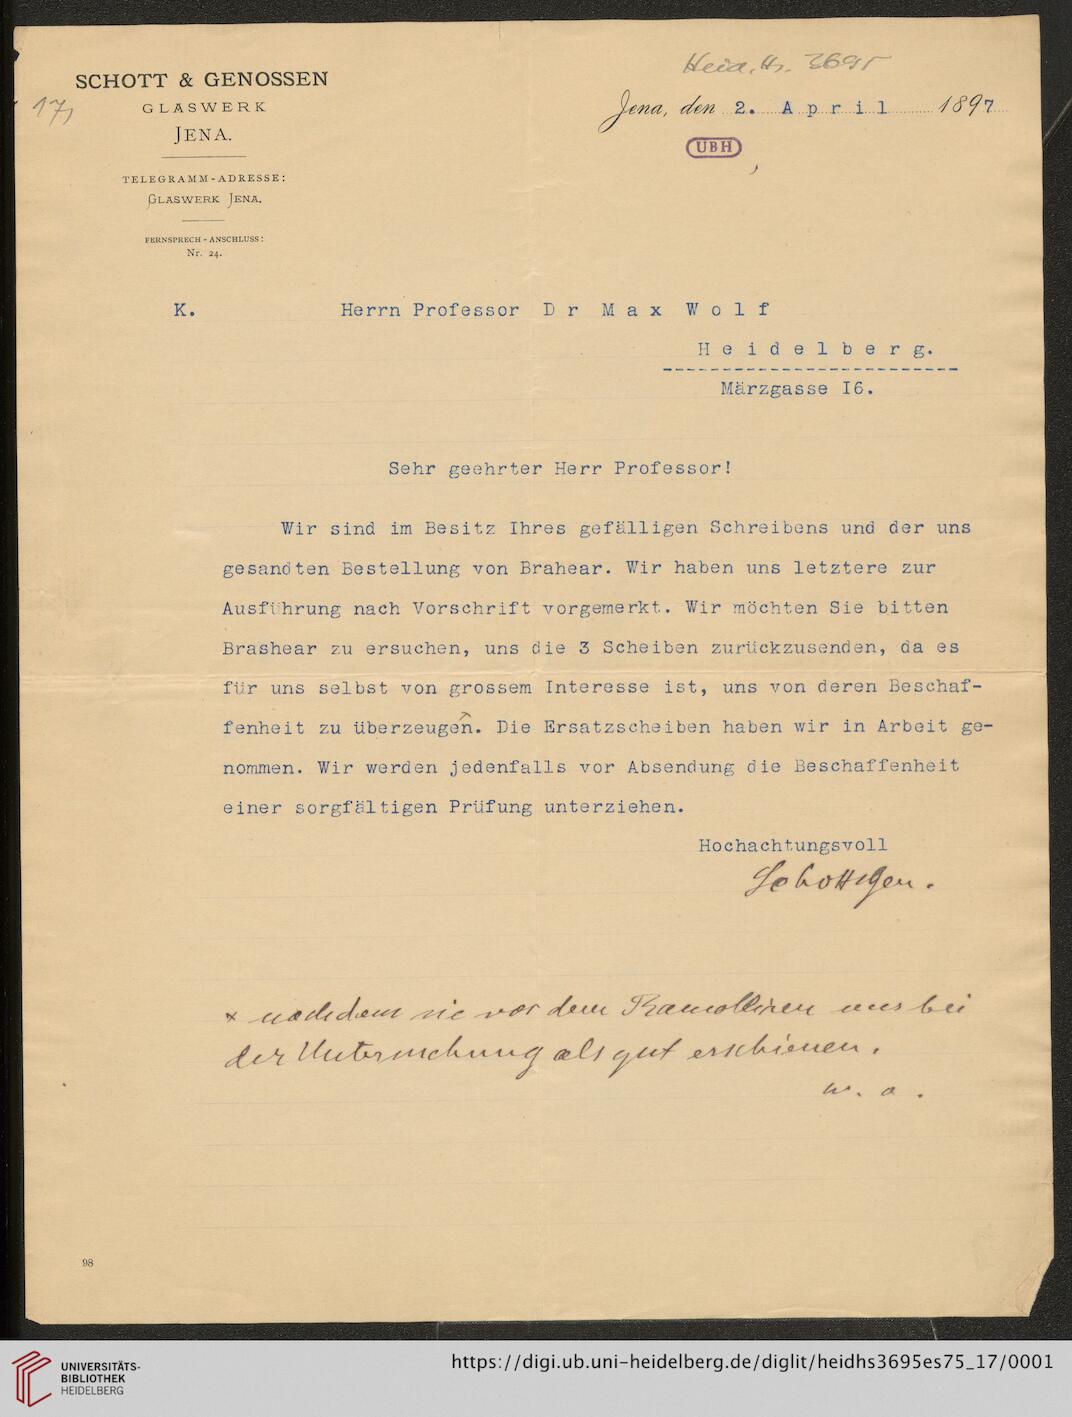 Heid. Hs. 3695
17,
SCHOTT & GENOSSEN
GLASWERK
JENA.
TELEGRAMM-ADRESSE:
GLASWERK JENA.
FERNSPRECH-ANSCHLUSS:
Nr. 24.
Jena, den 2. April 1897
UBH
K. Herrn Professor Dr Max Wolf
Heidelberg.
Märzgasse I6.
Sehr geehrter Herr Professor!
Wir sind im Besitz Ihres gefälligen Schreibens und der uns
gesandten Bestellung von Brahear. Wir haben uns letztere zur
Ausführung nach Vorschrift vorgemerkt. Wir möchten Sie bitten
Brashear zu ersuchen, uns die 3 Scheiben zurückzusenden, da es
für uns selbst von grossem Interesse ist, uns von deren Beschaf-
fenheit zu überzeugen. Die Ersatzscheiben haben wir in Arbeit ge-
nommen. Wir werden jedenfalls vor Absendung die Beschaffenheit
einer sorgfältigen Prüfung unterziehen.
Hochachtungsvoll
Schott & Gen.
x nachdem sie vor dem Ramolliren uns bei
der Untersuchung als gut erschienen.
98
UNIVERSITÄTS-
BIBLIOTHEK
HEIDELBERG
https://digi.ub.uni-heidelberg.de/diglit/heidhs3695es75_17/0001